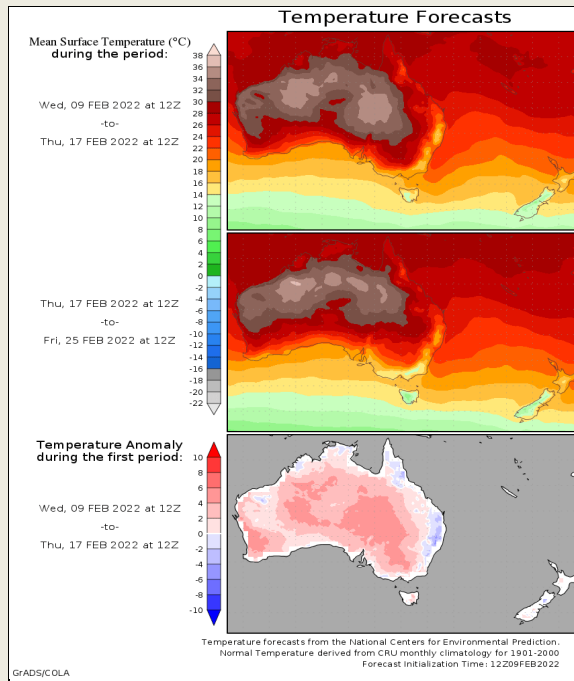 Temperature Forecasts
Mean Surface Temperature (°C)
during the period:
Wed, 09 FEB 2022 at 12Z
-to-
Thu, 17 FEB 2022 at 12Z
38
36
34
32
30
28
26
24
22
20
18
16
14
12
10
8
6
4
2
0
-2
-4
-6
-8
-10
-12
-14
-16
-18
-20
-22
Thu, 17 FEB 2022 at 12Z
-to-
Fri, 25 FEB 2022 at 12Z
Temperature Anomaly
during the first period:
Wed, 09 FEB 2022 at 12Z
-to-
Thu, 17 FEB 2022 at 12Z
10
8
6
4
2
0
-2
-4
-6
-8
-10
Temperature forecasts from the National Centers for Environmental Prediction.
Normal Temperature derived from CRU monthly climatology for 1901-2000
Forecast Initialization Time: 12Z09FEB2022
GrADS/COLA